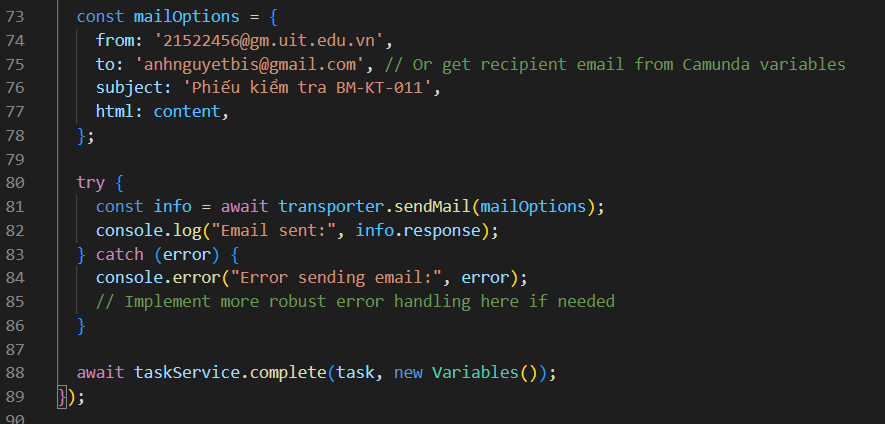 73 const mailOptions = {
74 from: '21522456@gm.uit.edu.vn',
75 to: 'anhnguyetbis@gmail.com', // Or get recipient email from Camunda variables
76 subject: 'Phiếu kiểm tra BM-KT-011',
77 html: content,
78 };
79
80 try {
81 const info = await transporter.sendMail(mailOptions);
82 console.log("Email sent:", info.response);
83 } catch (error) {
84 console.error("Error sending email:", error);
85 // Implement more robust error handling here if needed
86 }
87
88 await taskService.complete(task, new Variables());
89 });
90